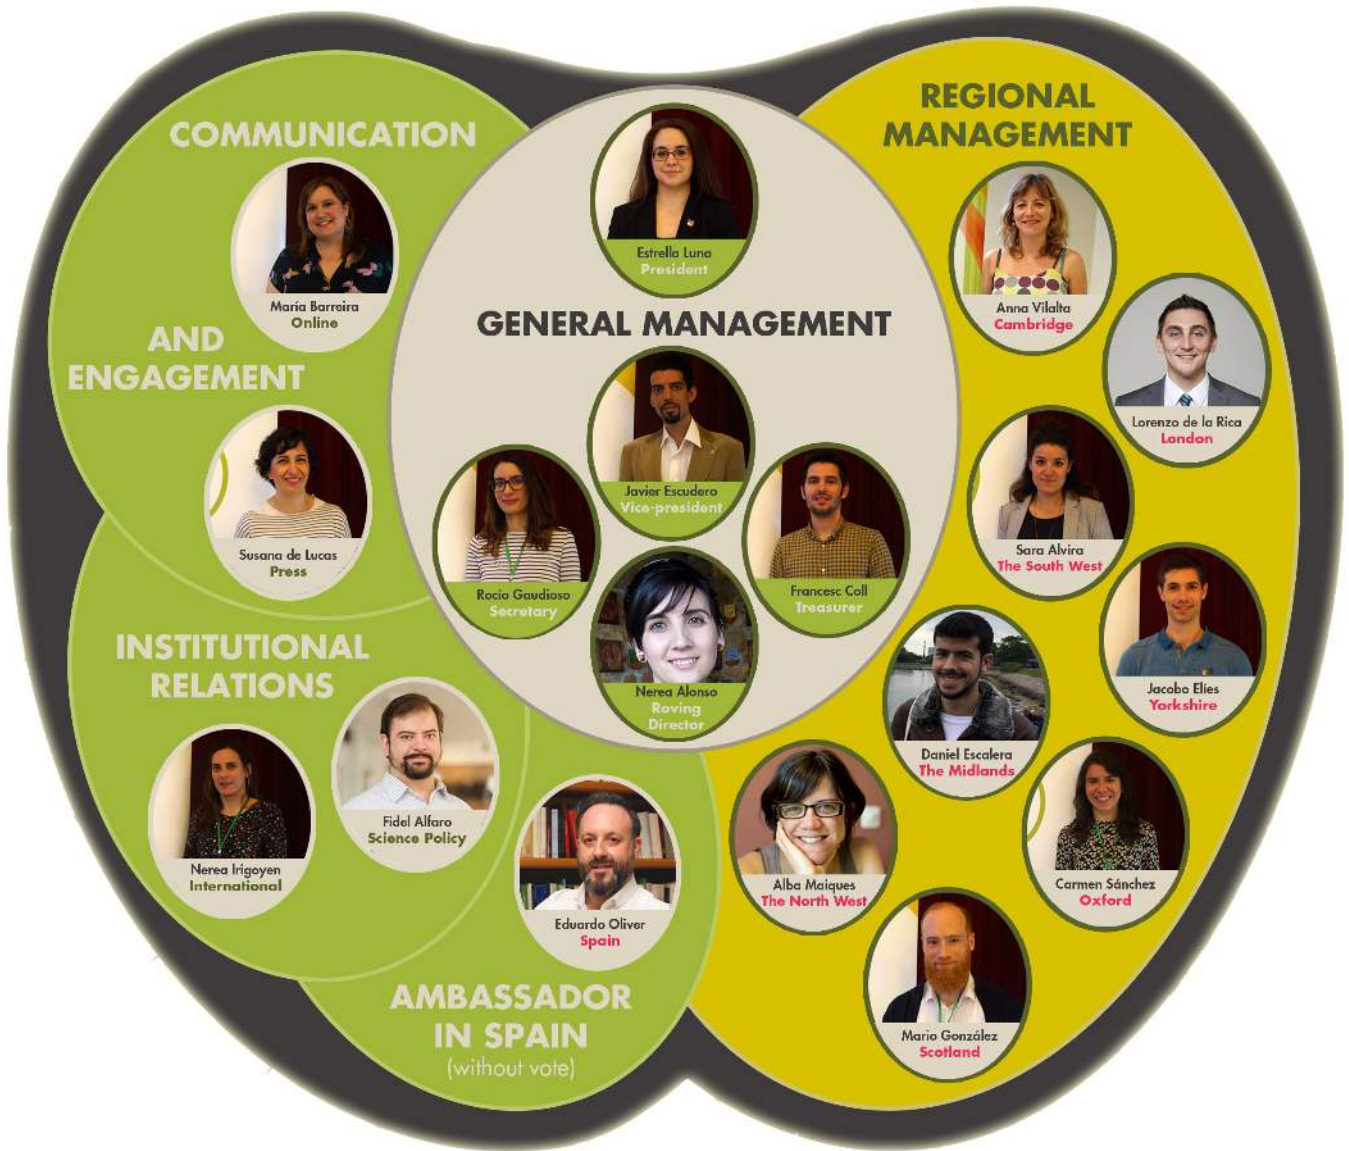 COMMUNICATION
María Barreira
Online
AND
ENGAGEMENT
Susana de Lucas
Press
INSTITUTIONAL
RELATIONS
Nerea Irigoyen
International
Fidel Alfaro
Science Policy
Eduardo Oliver
Spain
AMBASSADOR
IN SPAIN
(without vote)
Estrella Luna
President
GENERAL MANAGEMENT
Javier Escudero
Vice-president
Rocío Gaudioso
Secretary
Francesc Coll
Treasurer
Nerea Alonso
Roving
Director
REGIONAL
MANAGEMENT
Anna Vilalta
Cambridge
Lorenzo de la Rica
London
Sara Alvira
The South West
Jacobo Elíes
Yorkshire
Daniel Escalera
The Midlands
Alba Maiques
The North West
Carmen Sánchez
Oxford
Mario González
Scotland